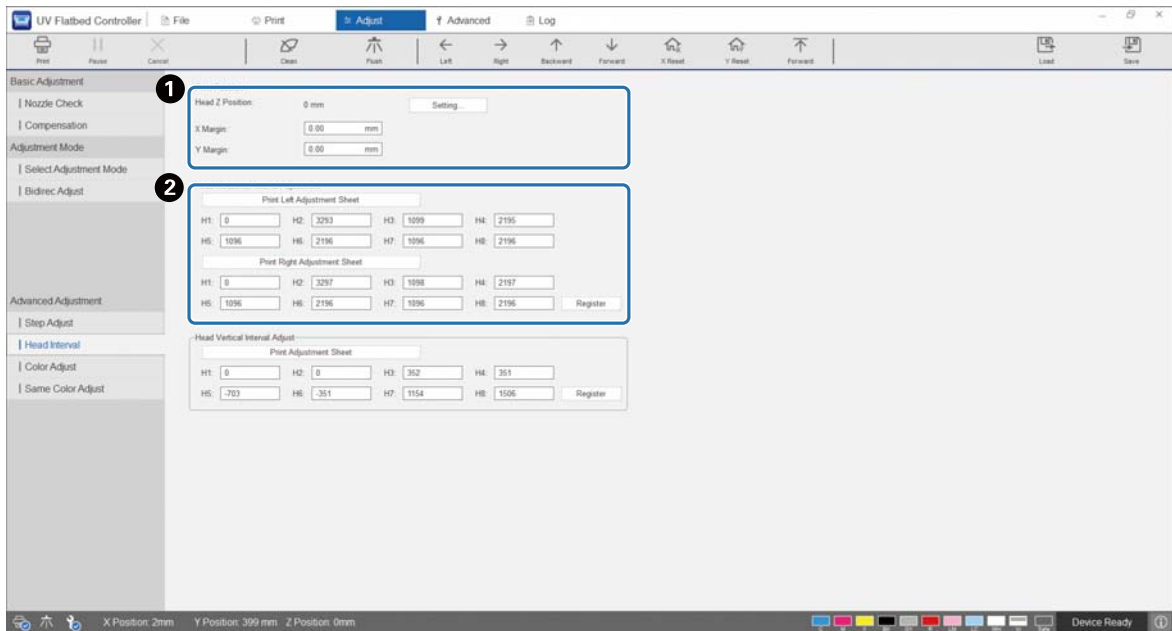 UV Flatbed Controller File Print Adjust Advanced Log
Print Pause Cancel Clean Flush Left Right Backward Forward X Reset Y Reset Forward Load Save
Basic Adjustment
Nozzle Check
Compensation
Adjustment Mode
Select Adjustment Mode
Bidirec Adjust
Advanced Adjustment
Step Adjust
Head Interval
Color Adjust
Same Color Adjust
1
Head Z Position: 0 mm Setting...
X Margin: 0.00 mm
Y Margin: 0.00 mm
2
Print Left Adjustment Sheet
H1: 0 H2: 3293 H3: 1099 H4: 2195
H5: 1096 H6: 2196 H7: 1096 H8: 2196
Print Right Adjustment Sheet
H1: 0 H2: 3297 H3: 1098 H4: 2197
H5: 1096 H6: 2196 H7: 1096 H8: 2196 Register
Head Vertical Interval Adjust
Print Adjustment Sheet
H1: 0 H2: 0 H3: 352 H4: 351
H5: -703 H6: -351 H7: 1154 H8: 1506 Register
X Position: 2mm Y Position: 399 mm Z Position: 0mm Device Ready